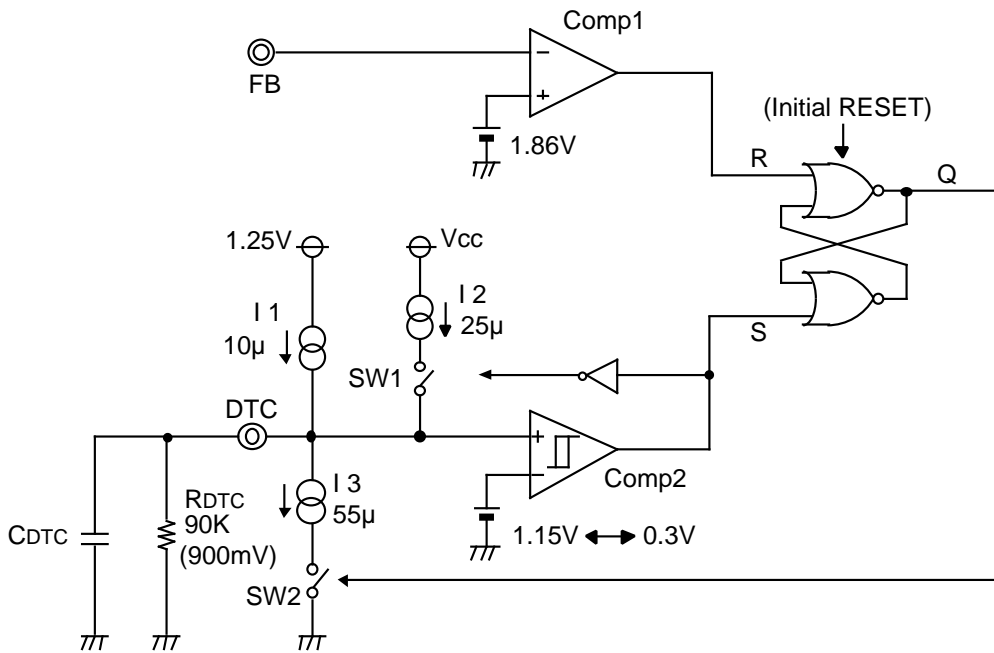 Comp1
FB
1.86V
(Initial RESET)
R
Q
1.25V
Vcc
I 1
10µ
I 2
25µ
SW1
S
DTC
Comp2
I 3
55µ
RDTC
90K
(900mV)
CDTC
1.15V 0.3V
SW2